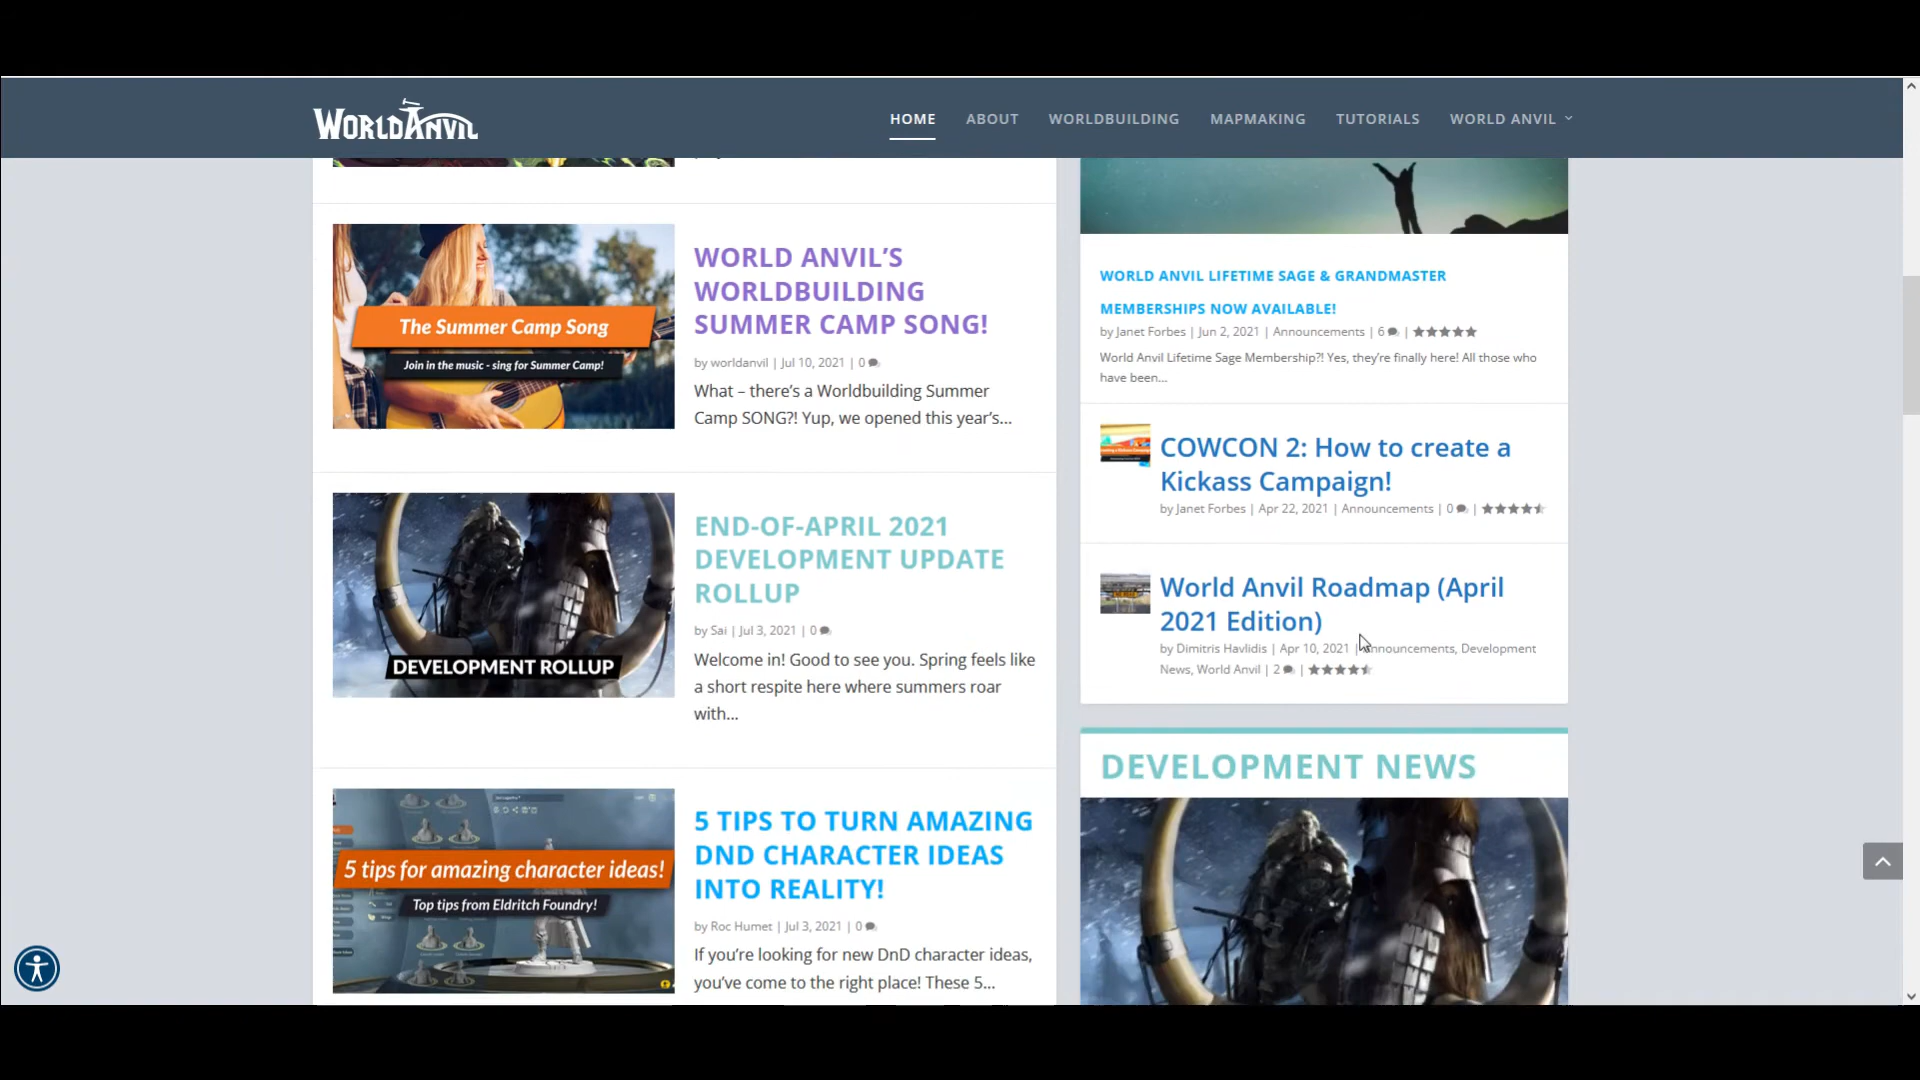 WORLDANVIL
HOME ABOUT WORLDBUILDING MAPMAKING TUTORIALS WORLD ANVIL
The Summer Camp Song
Join in the music - sing for Summer Camp!
WORLD ANVIL'S
WORLDBUILDING
SUMMER CAMP SONG!
by worldanvil | Jul 10, 2021 | 0
What – there's a Worldbuilding Summer
Camp SONG?! Yup, we opened this year's...
DEVELOPMENT ROLLUP
END-OF-APRIL 2021
DEVELOPMENT UPDATE
ROLLUP
by Sai | Jul 3, 2021 | 0
Welcome in! Good to see you. Spring feels like
a short respite here where summers roar
with...
5 tips for amazing character ideas!
Top tips from Eldritch Foundry!
5 TIPS TO TURN AMAZING
DND CHARACTER IDEAS
INTO REALITY!
by Roc Humet | Jul 3, 2021 | 0
If you're looking for new DnD character ideas,
you've come to the right place! These 5...
WORLD ANVIL LIFETIME SAGE & GRANDMASTER
MEMBERSHIPS NOW AVAILABLE!
by Janet Forbes | Jun 2, 2021 | Announcements | 6 | ★★★★★
World Anvil Lifetime Sage Membership?! Yes, they're finally here! All those who
have been...
COWCON 2: How to create a
Kickass Campaign!
by Janet Forbes | Apr 22, 2021 | Announcements | 0 |
World Anvil Roadmap (April
2021 Edition)
by Dimitris Havlidis | Apr 10, 2021 | Announcements, Development
News, World Anvil | 2 |
DEVELOPMENT NEWS